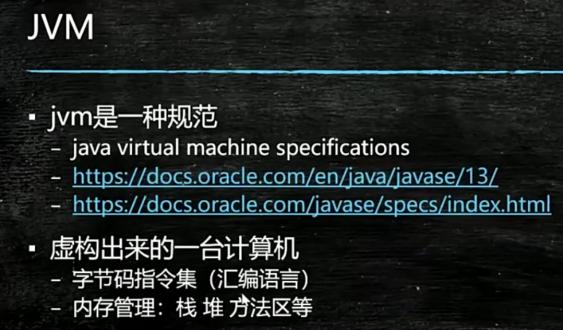 JVM
▪ jvm是一种规范
– java virtual machine specifications
– https://docs.oracle.com/en/java/javase/13/
– https://docs.oracle.com/javase/specs/index.html
▪ 虚构出来的一台计算机
– 字节码指令集（汇编语言）
– 内存管理：栈 堆 方法区等